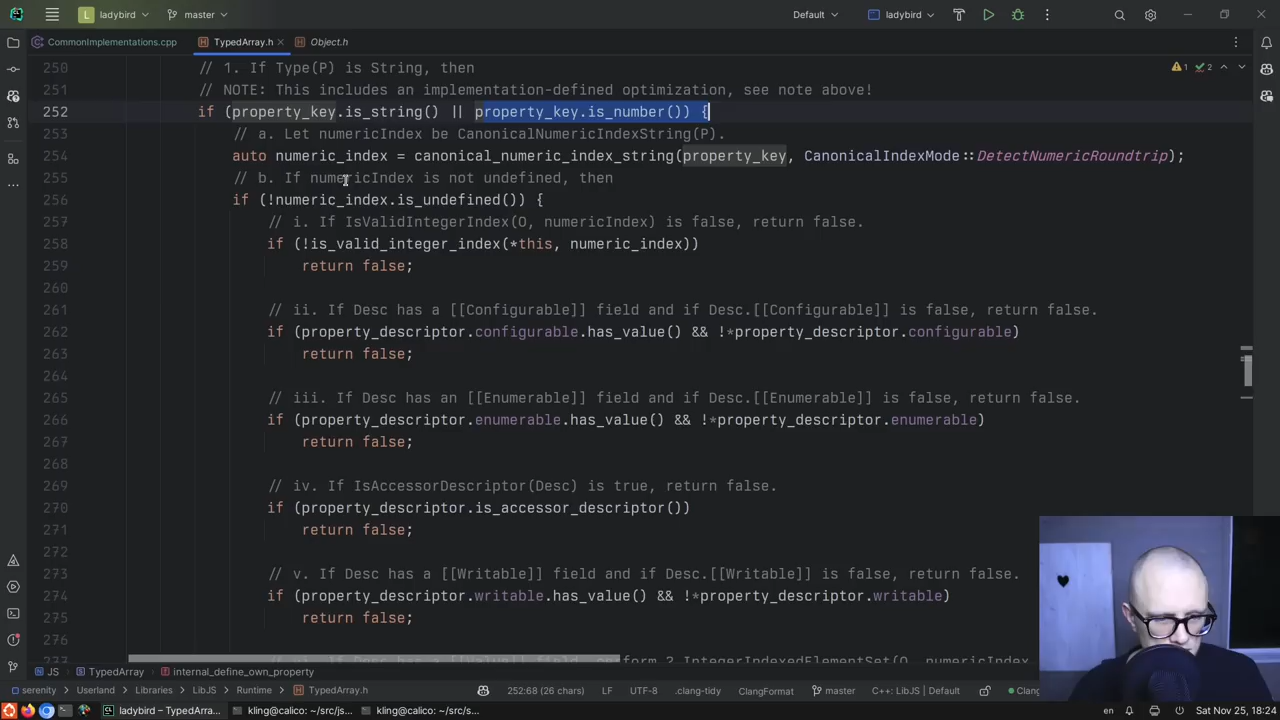 ladybird
master
Default
ladybird
CommonImplementations.cpp
TypedArray.h
Object.h
250 // 1. If Type(P) is String, then
251 // NOTE: This includes an implementation-defined optimization, see note above!
1 2
252 if (property_key.is_string() || property_key.is_number()) {
253 // a. Let numericIndex be CanonicalNumericIndexString(P).
254 auto numeric_index = canonical_numeric_index_string(property_key, CanonicalIndexMode::DetectNumericRoundtrip);
255 // b. If numericIndex is not undefined, then
256 if (!numeric_index.is_undefined()) {
257 // i. If IsValidIntegerIndex(O, numericIndex) is false, return false.
258 if (!is_valid_integer_index(*this, numeric_index))
259 return false;
260
261 // ii. If Desc has a [[Configurable]] field and if Desc.[[Configurable]] is false, return false.
262 if (property_descriptor.configurable.has_value() && !*property_descriptor.configurable)
263 return false;
264
265 // iii. If Desc has an [[Enumerable]] field and if Desc.[[Enumerable]] is false, return false.
266 if (property_descriptor.enumerable.has_value() && !*property_descriptor.enumerable)
267 return false;
268
269 // iv. If IsAccessorDescriptor(Desc) is true, return false.
270 if (property_descriptor.is_accessor_descriptor())
271 return false;
272
273 // v. If Desc has a [[Writable]] field and if Desc.[[Writable]] is false, return false.
274 if (property_descriptor.writable.has_value() && !*property_descriptor.writable)
275 return false;
276
JS TypedArray internal_define_own_property
serenity Userland Libraries LibJS Runtime TypedArray.h
252:68 (26 chars) LF UTF-8 .clang-tidy ClangFormat master C++: LibJS | Default
ladybird – TypedArray.h
kling@calico: ~/src/js...
kling@calico: ~/src/s...
en
Sat Nov 25, 18:24